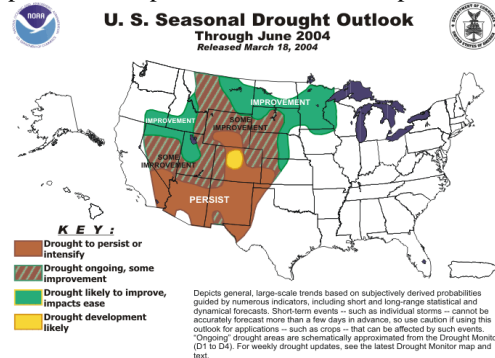 NOAA
U. S. Seasonal Drought Outlook
Through June 2004
Released March 18, 2004
IMPROVEMENT
IMPROVEMENT
SOME
IMPROVEMENT
SOME
IMPROVEMENT
PERSIST
K E Y :
Drought to persist or
intensify
Drought ongoing, some
improvement
Drought likely to improve,
impacts ease
Drought development
likely
Depicts general, large-scale trends based on subjectively derived probabilities
guided by numerous indicators, including short and long-range statistical and
dynamical forecasts. Short-term events -- such as individual storms -- cannot be
accurately forecast more than a few days in advance, so use caution if using this
outlook for applications -- such as crops -- that can be affected by such events.
"Ongoing" drought areas are schematically approximated from the Drought Monit
(D1 to D4). For weekly drought updates, see the latest Drought Monitor map and
text.